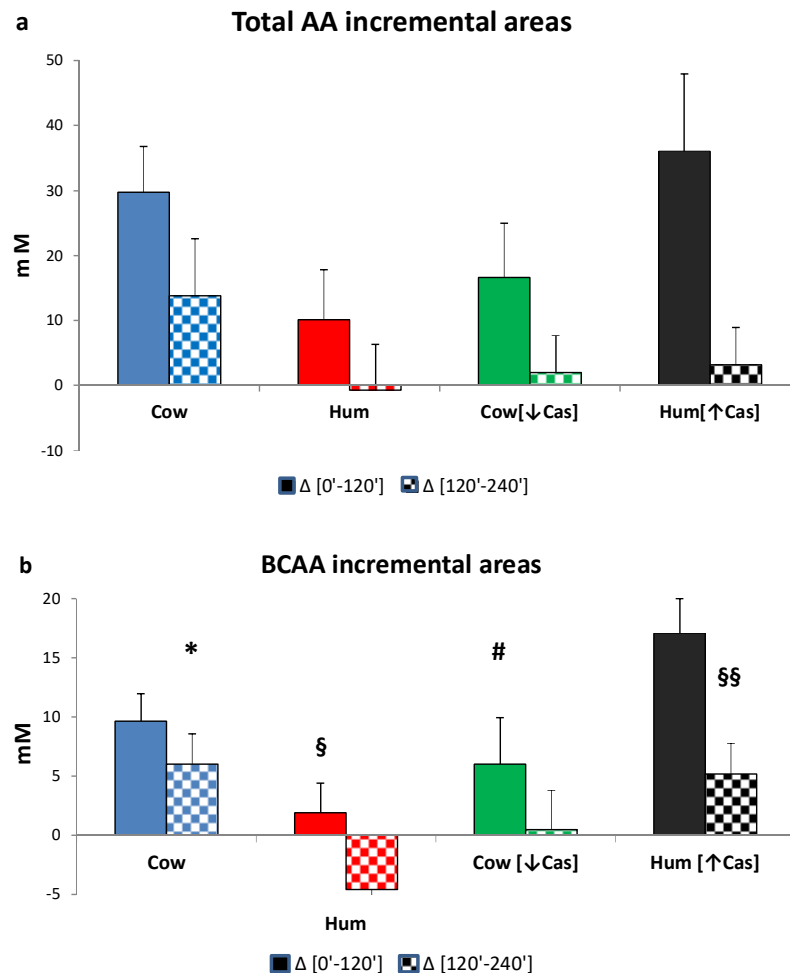 a
Total AA incremental areas
50
40
30
20
10
0
-10
m M
Cow
Hum
Cow[↓Cas]
Hum[↑Cas]
Δ [0'-120']
Δ [120'-240']
b
BCAA incremental areas
20
15
10
5
0
-5
mM
*
§
#
§§
Cow
Hum
Cow [↓Cas]
Hum [↑Cas]
Δ [0'-120']
Δ [120'-240']